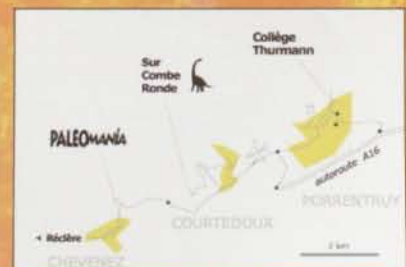 Collège
Thurmann
Sur
Combe
Ronde
PALEOMANIA
autoroute A16
PORRENTRUY
COURTEDOUX
◄ Réclère
CHEVENEZ
2 km